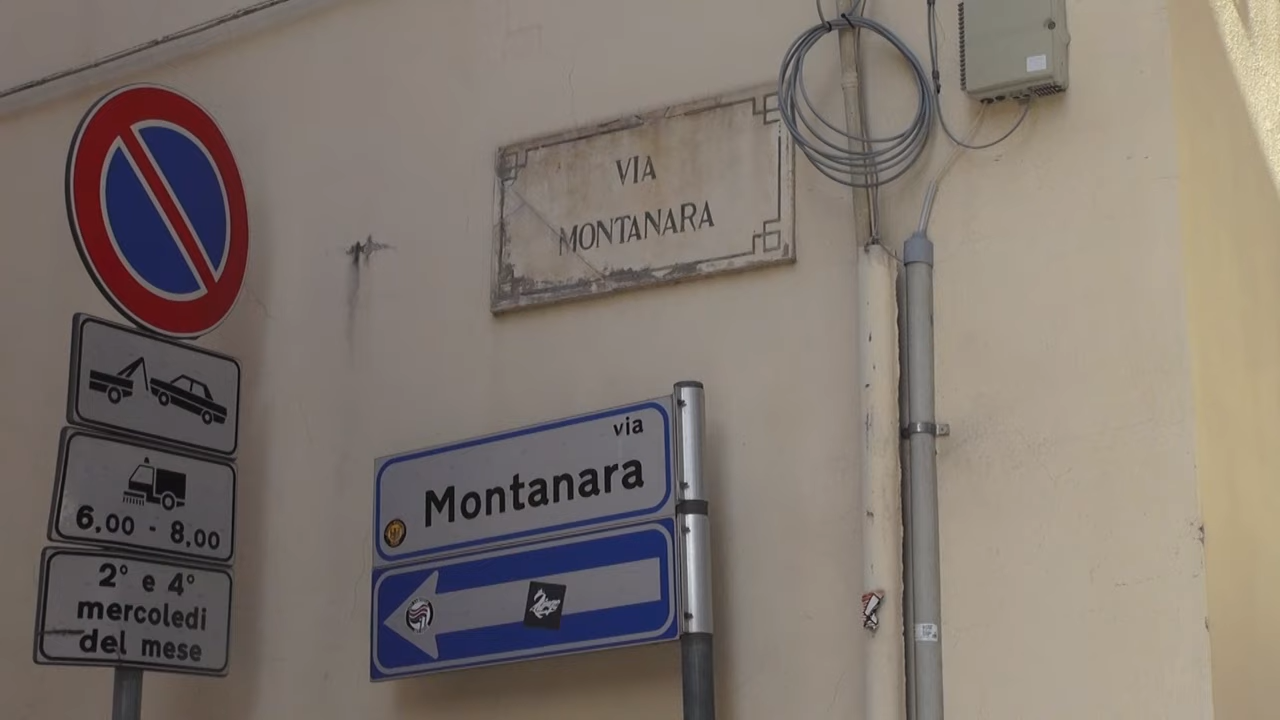 VIA
MONTANARA
via
Montanara
6,00 - 8,00
2° e 4°
mercoledì
del mese